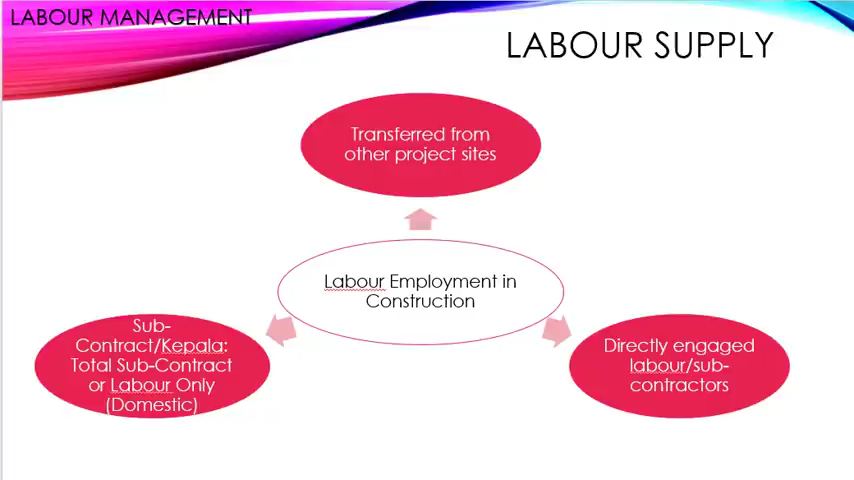 LABOUR MANAGEMENT
LABOUR SUPPLY
Transferred from
other project sites
Labour Employment in
Construction
Sub-
Contract/Kepala:
Total Sub-Contract
or Labour Only
(Domestic)
Directly engaged
labour/sub-
contractors